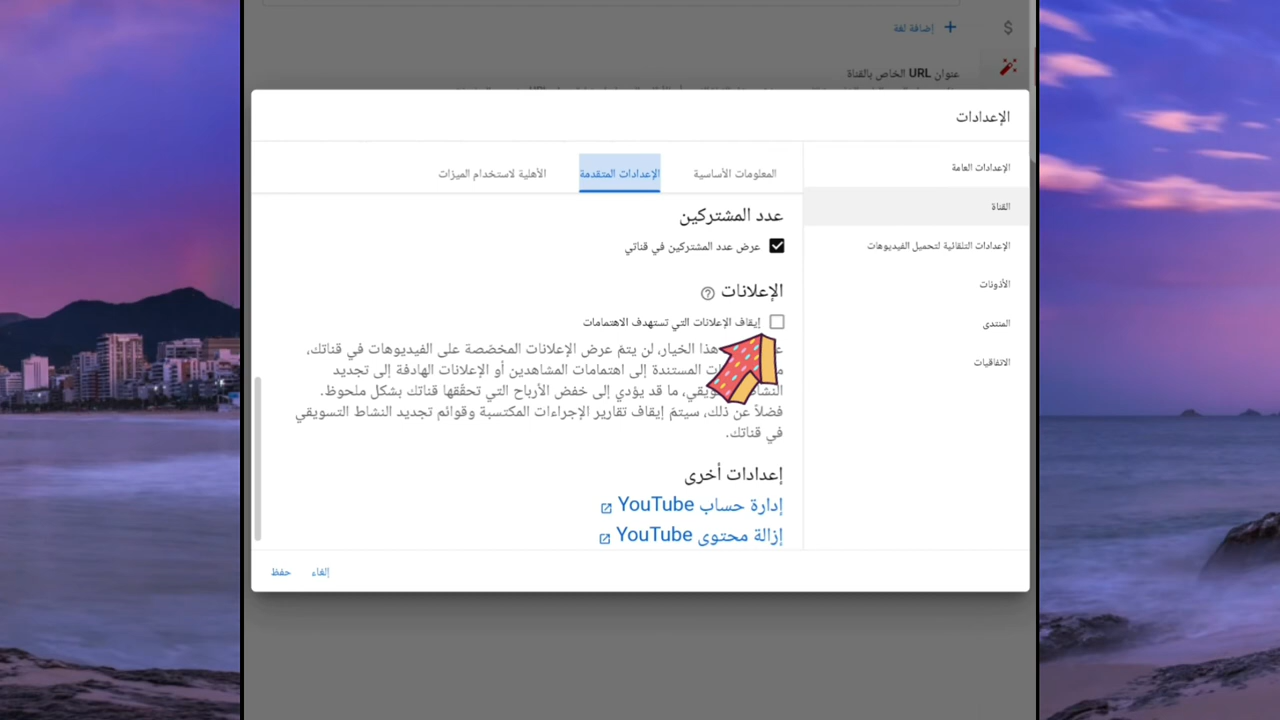 إضافة لغة
عنوان URL الخاص بالقناة
الإعدادات
الإعدادات العامة
القناة
الإعدادات التلقائية لتحميل الفيديوهات
الأذونات
المنتدى
الاتفاقيات
المعلومات الأساسية
الإعدادات المتقدمة
الأهلية لاستخدام الميزات
عدد المشتركين
عرض عدد المشتركين في قناتي
الإعلانات
إيقاف الإعلانات التي تستهدف الاهتمامات
هذا الخيار، لن يتمّ عرض الإعلانات المخصّصة على الفيديوهات في قناتك،
المستندة إلى اهتمامات المشاهدين أو الإعلانات الهادفة إلى تجديد
ما قد يؤدي إلى خفض الأرباح التي تحقّقها قناتك بشكل ملحوظ.
فضلاً عن ذلك، سيتمّ إيقاف تقارير الإجراءات المكتسبة وقوائم تجديد النشاط التسويقي
في قناتك.
إعدادات أخرى
إدارة حساب YouTube
إزالة محتوى YouTube
إلغاء
حفظ